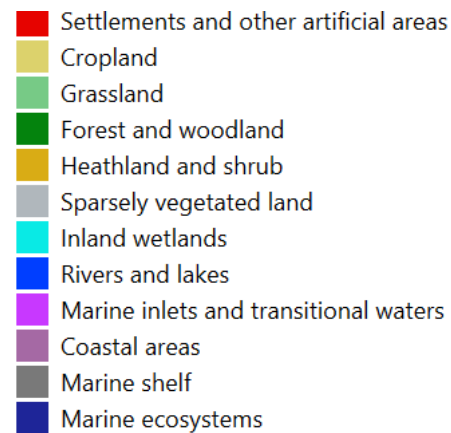 Settlements and other artificial areas
Cropland
Grassland
Forest and woodland
Heathland and shrub
Sparsely vegetated land
Inland wetlands
Rivers and lakes
Marine inlets and transitional waters
Coastal areas
Marine shelf
Marine ecosystems